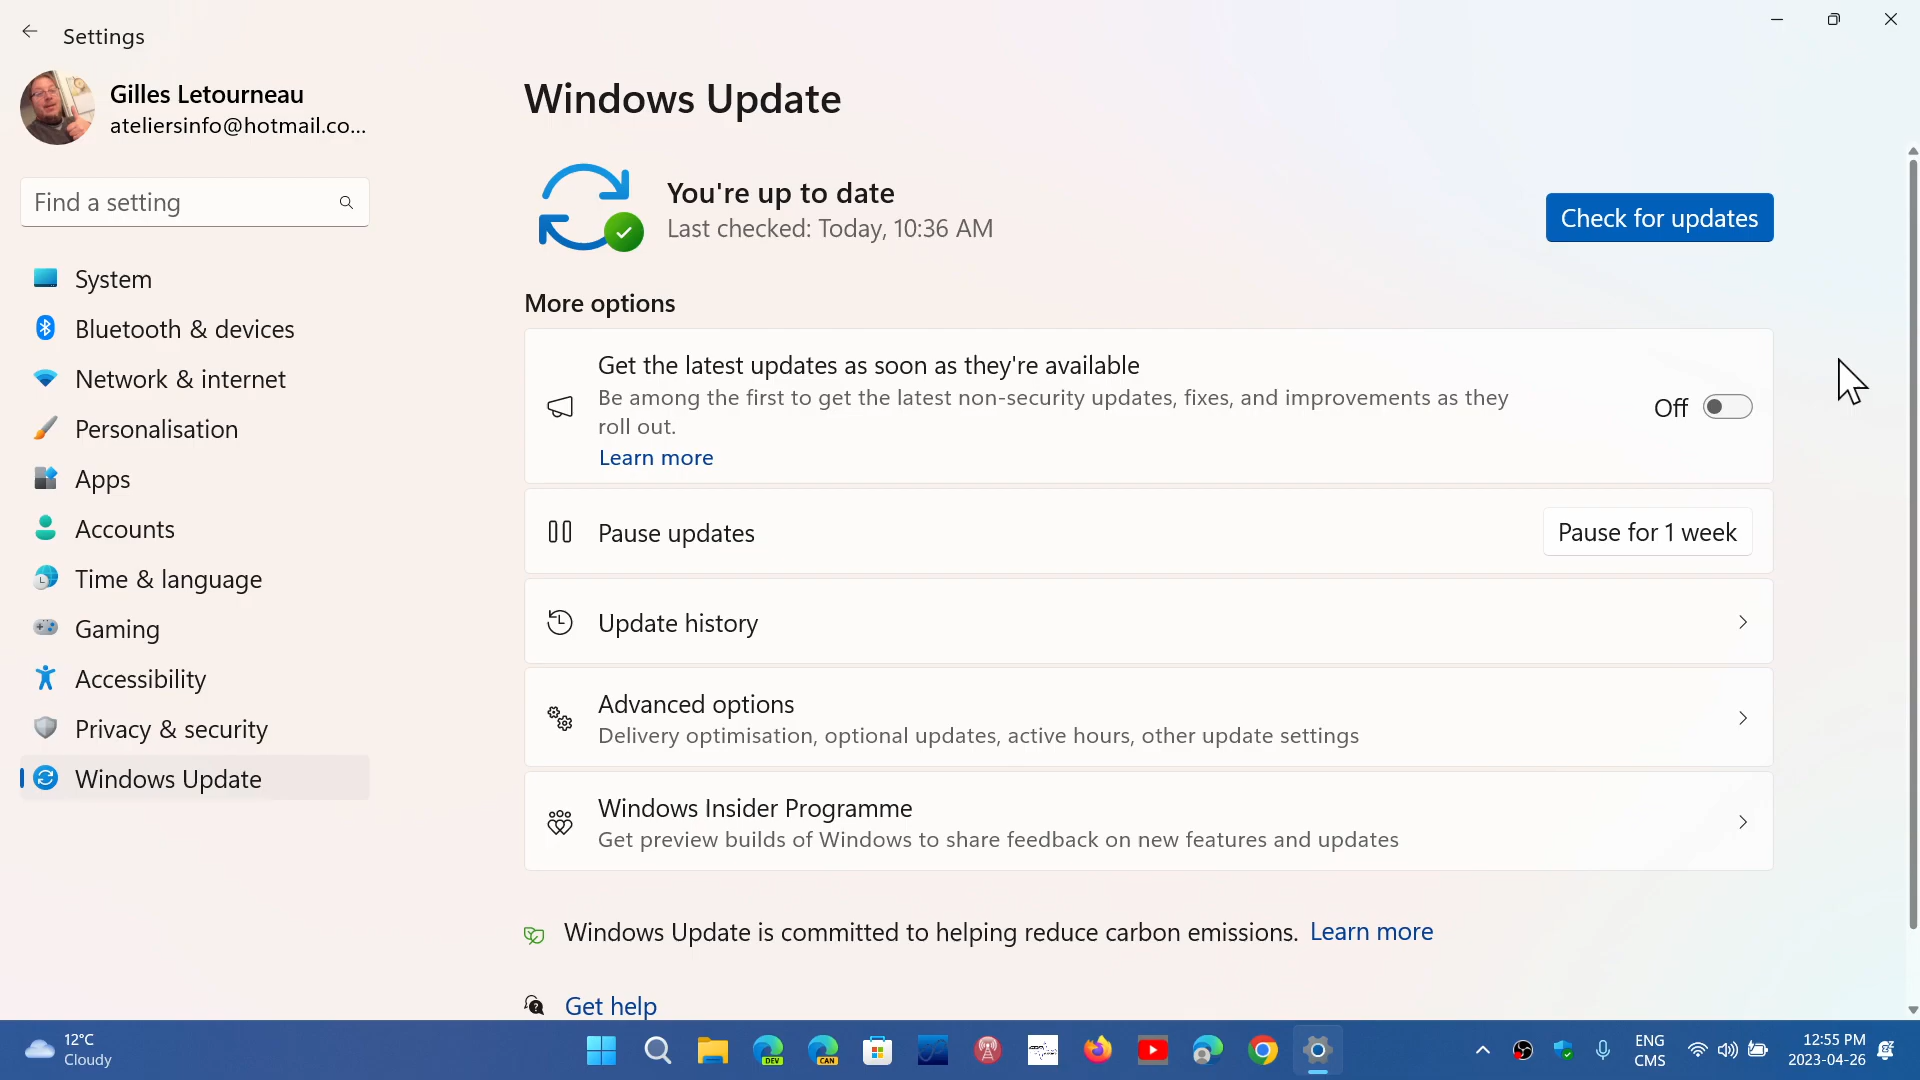 Settings
Gilles Letourneau
ateliersinfo@hotmail.co...
Find a setting
System
Bluetooth & devices
Network & internet
Personalisation
Apps
Accounts
Time & language
Gaming
Accessibility
Privacy & security
Windows Update
Windows Update
You're up to date
Last checked: Today, 10:36 AM
Check for updates
More options
Get the latest updates as soon as they're available
Be among the first to get the latest non-security updates, fixes, and improvements as they
roll out.
Learn more
Off
Pause updates
Pause for 1 week
Update history
Advanced options
Delivery optimisation, optional updates, active hours, other update settings
Windows Insider Programme
Get preview builds of Windows to share feedback on new features and updates
Windows Update is committed to helping reduce carbon emissions. Learn more
Get help
12°C
Cloudy
DEV
CAN
ENG
CMS
12:55 PM
2023-04-26